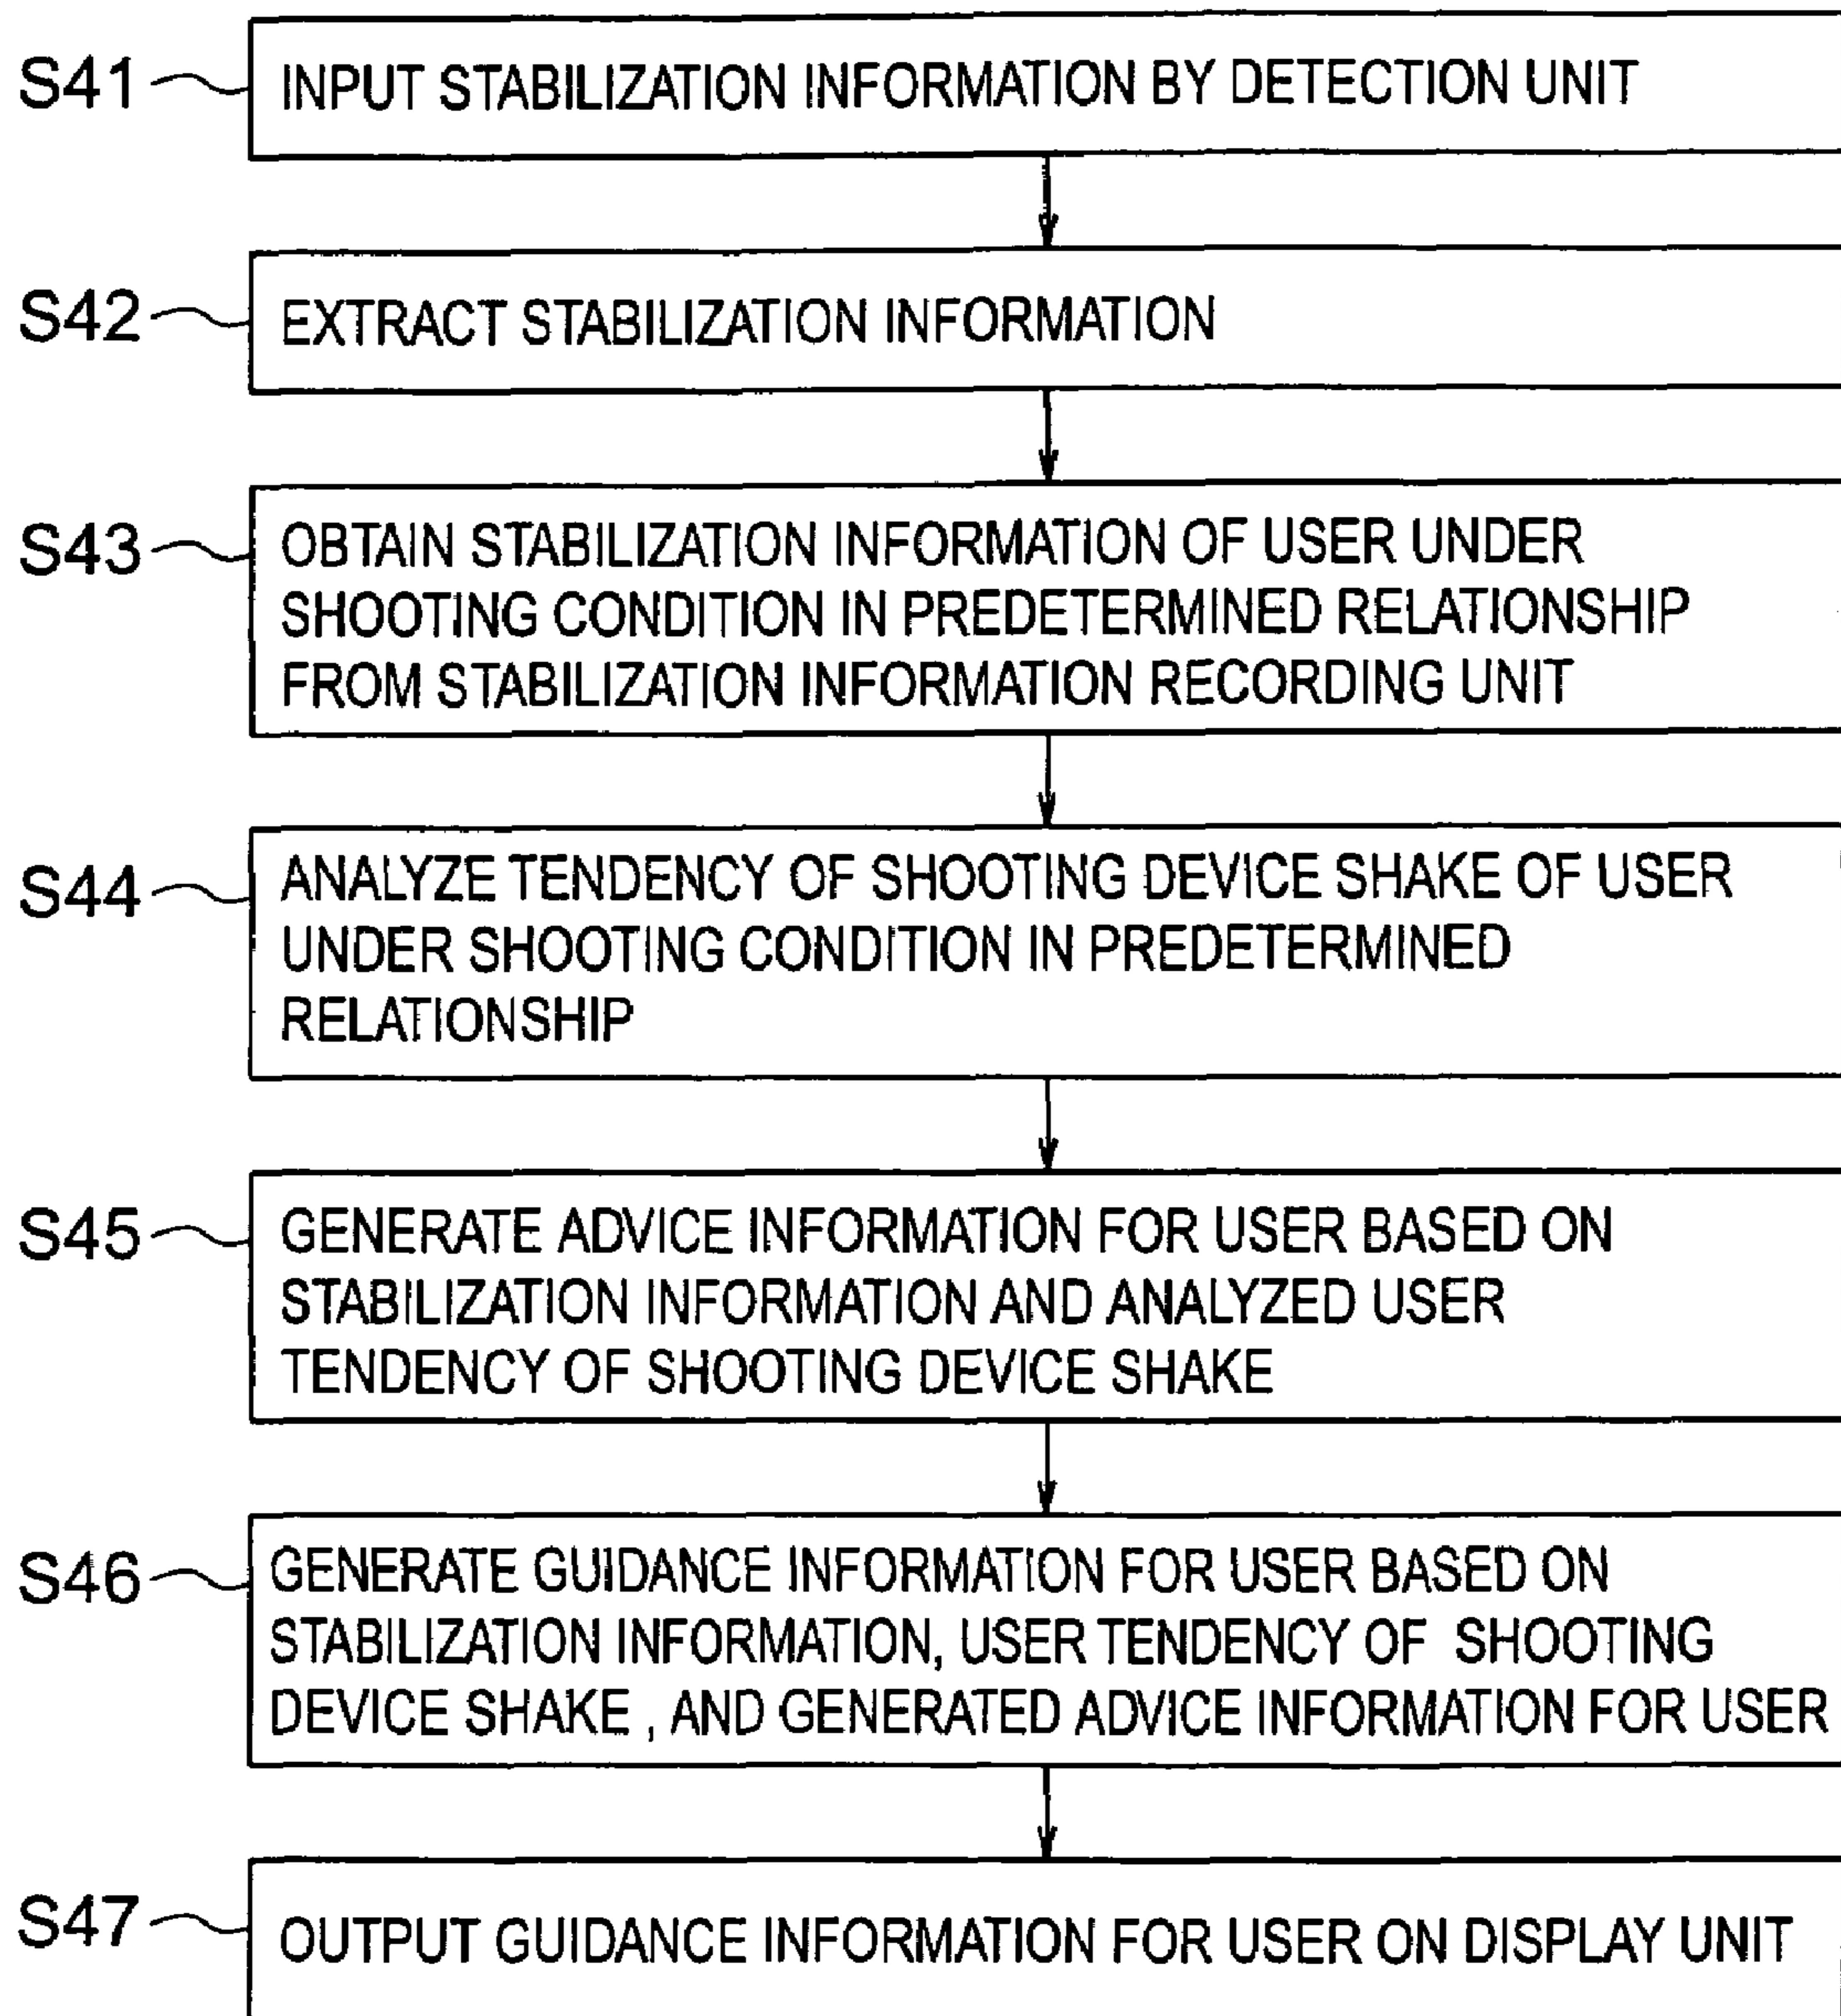 S41 INPUT STABILIZATION INFORMATION BY DETECTION UNIT
S42 EXTRACT STABILIZATION INFORMATION
S43 OBTAIN STABILIZATION INFORMATION OF USER UNDER
SHOOTING CONDITION IN PREDETERMINED RELATIONSHIP
FROM STABILIZATION INFORMATION RECORDING UNIT
S44 ANALYZE TENDENCY OF SHOOTING DEVICE SHAKE OF USER
UNDER SHOOTING CONDITION IN PREDETERMINED
RELATIONSHIP
S45 GENERATE ADVICE INFORMATION FOR USER BASED ON
STABILIZATION INFORMATION AND ANALYZED USER
TENDENCY OF SHOOTING DEVICE SHAKE
S46 GENERATE GUIDANCE INFORMATION FOR USER BASED ON
STABILIZATION INFORMATION, USER TENDENCY OF SHOOTING
DEVICE SHAKE , AND GENERATED ADVICE INFORMATION FOR USER
S47 OUTPUT GUIDANCE INFORMATION FOR USER ON DISPLAY UNIT